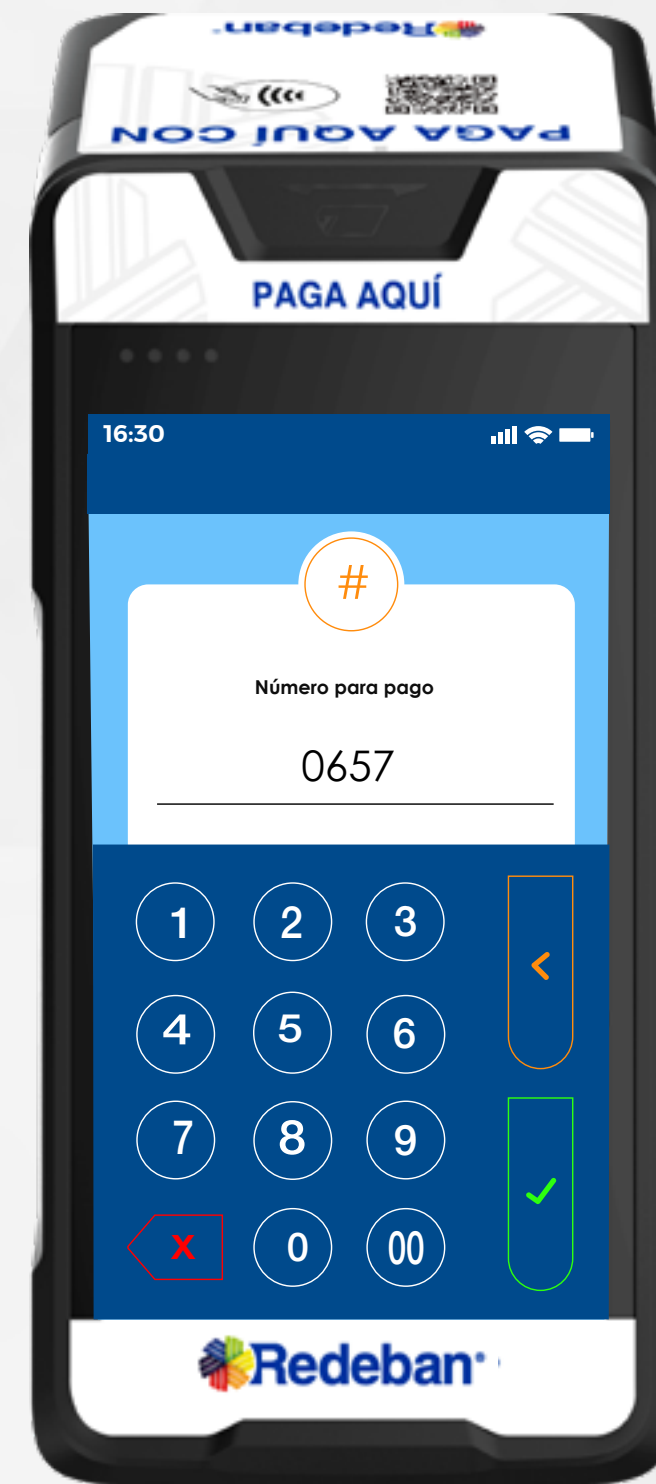 Redeban
PAGA AQUÍ CON
PAGA AQUÍ
16:30
#
Número para pago
0657
1 2 3
<
4 5 6
7 8 9
X 0 00
Redeban